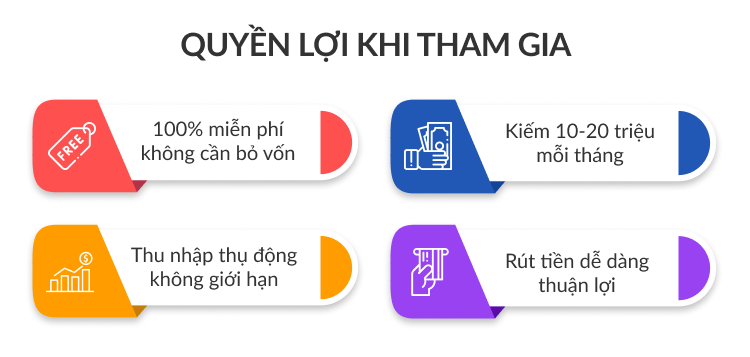 QUYỀN LỢI KHI THAM GIA
FREE
100% miễn phí
không cần bỏ vốn
Kiếm 10-20 triệu
mỗi tháng
$
Thu nhập thụ động
không giới hạn
Rút tiền dễ dàng
thuận lợi